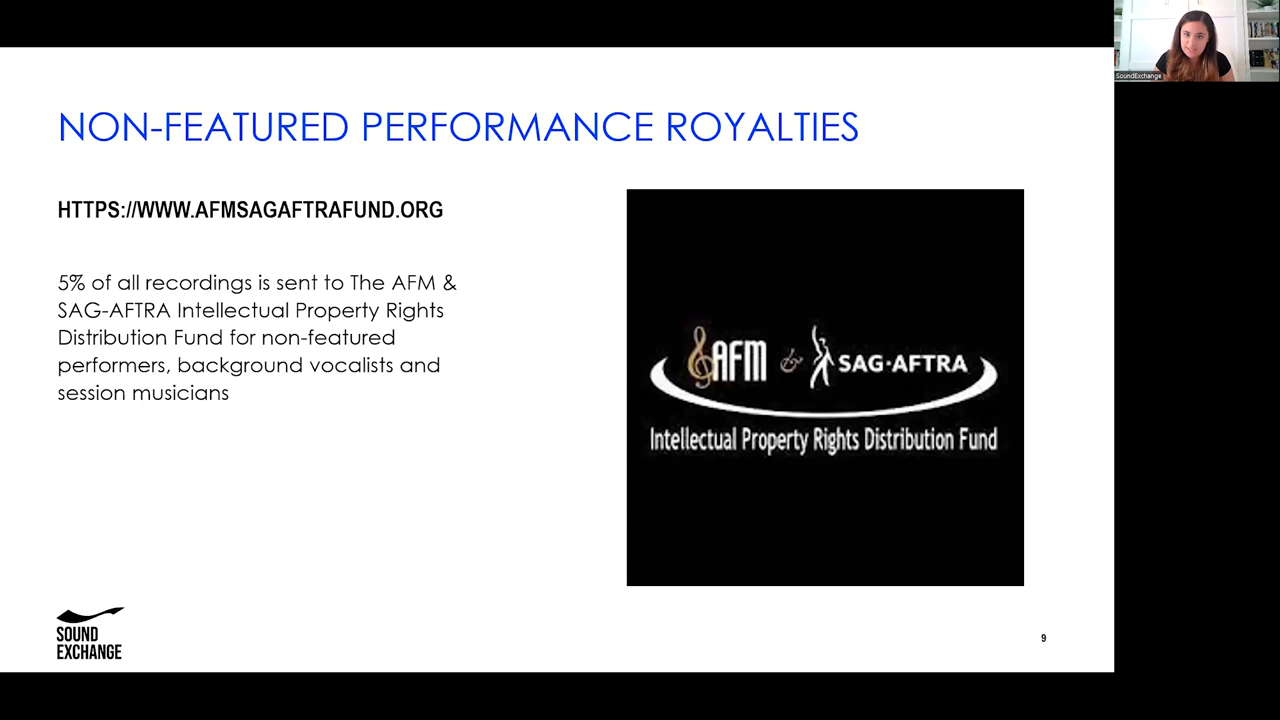 SoundExchange
NON-FEATURED PERFORMANCE ROYALTIES
HTTPS://WWW.AFMSAGAFTRAFUND.ORG
5% of all recordings is sent to The AFM &
SAG-AFTRA Intellectual Property Rights
Distribution Fund for non-featured
performers, background vocalists and
session musicians
AFM & SAG·AFTRA
Intellectual Property Rights Distribution Fund
SOUND
EXCHANGE
9